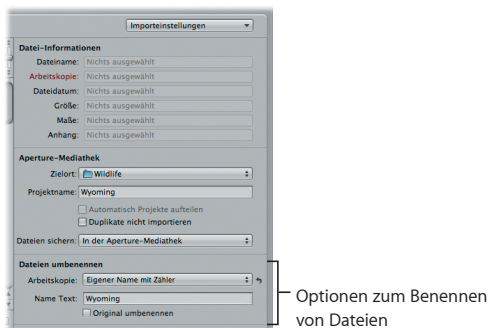 Importeinstellungen
Datei-Informationen
Dateiname: Nichts ausgewählt
Arbeitskopie: Nichts ausgewählt
Dateidatum: Nichts ausgewählt
Größe: Nichts ausgewählt
Maße: Nichts ausgewählt
Anhang: Nichts ausgewählt
Aperture-Mediathek
Zielort: Wildlife
Projektname: Wyoming
Automatisch Projekte aufteilen
Duplikate nicht importieren
Dateien sichern: In der Aperture-Mediathek
Dateien umbenennen
Arbeitskopie: Eigener Name mit Zähler
Name Text: Wyoming
Original umbenennen
Optionen zum Benennen
von Dateien